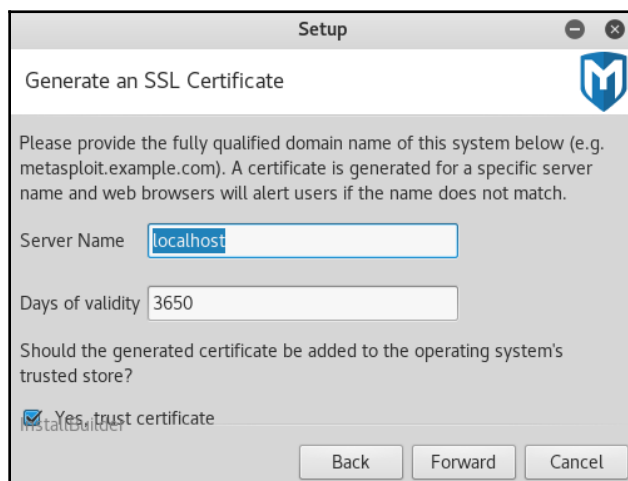 Setup
Generate an SSL Certificate
Please provide the fully qualified domain name of this system below (e.g.
metasploit.example.com). A certificate is generated for a specific server
name and web browsers will alert users if the name does not match.
Server Name localhost
Days of validity 3650
Should the generated certificate be added to the operating system's
trusted store?
Yes, trust certificate
InstallBuilder
Back Forward Cancel